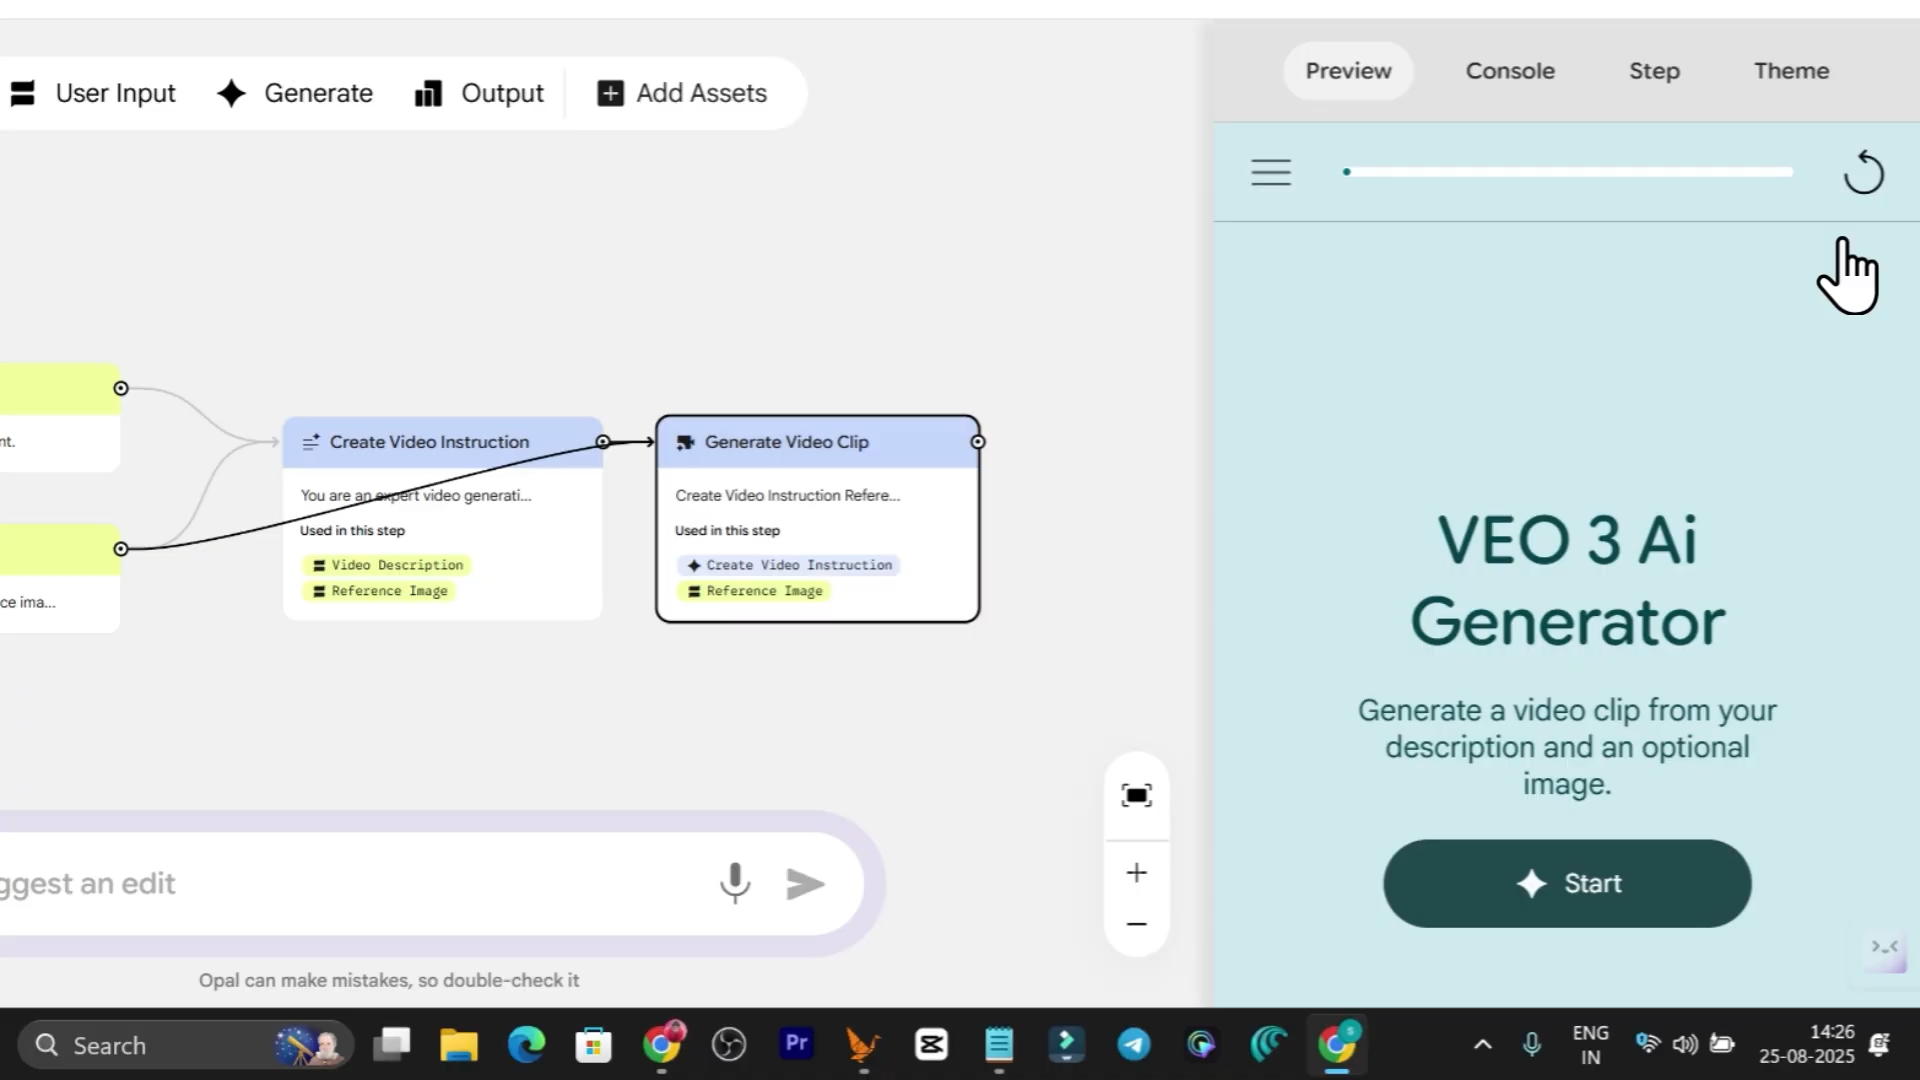 User Input
Generate
Output
Add Assets
Preview
Console
Step
Theme
nt.
ce ima...
Create Video Instruction
You are an expert video generati...
Used in this step
Video Description
Reference Image
Generate Video Clip
Create Video Instruction Refere...
Used in this step
Create Video Instruction
Reference Image
VEO 3 Ai
Generator
Generate a video clip from your
description and an optional
image.
Start
ggest an edit
Opal can make mistakes, so double-check it
Search
Pr
ENG
IN
14:26
25-08-2025